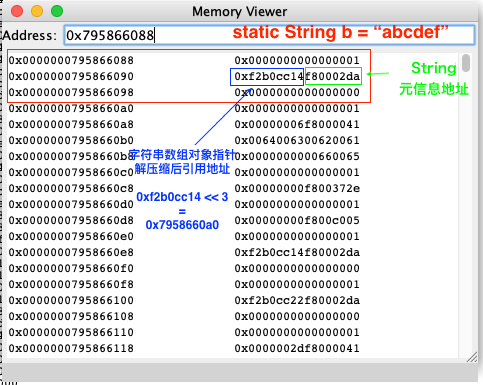 Memory Viewer
Address: 0x795866088
static String b = “abcdef”
0x0000000795866088 0x0000000000000001
0x0000000795866090 0xf2b0cc14f80002da
0x0000000795866098 0x0000000000000000
String
元信息地址
0x00000007958660a0 0x0000000000000001
0x00000007958660a8 0x00000006f8000041
0x00000007958660b0 0x0064006300620061
0x00000007958660b8 0x0000000000660065
0x00000007958660c0 0x0000000000000001
0x00000007958660c8 0x00000000f800372e
0x00000007958660d0 0x0000000000000001
0x00000007958660d8 0x00000000f800c005
0x00000007958660e0 0x0000000000000001
0x00000007958660e8 0xf2b0cc14f80002da
0x00000007958660f0 0x0000000000000000
0x00000007958660f8 0x0000000000000001
0x0000000795866100 0xf2b0cc22f80002da
0x0000000795866108 0x0000000000000000
0x0000000795866110 0x0000000000000001
0x0000000795866118 0x0000002df8000041
字符串数组对象指针
解压缩后引用地址
0xf2b0cc14 << 3
=
0x7958660a0